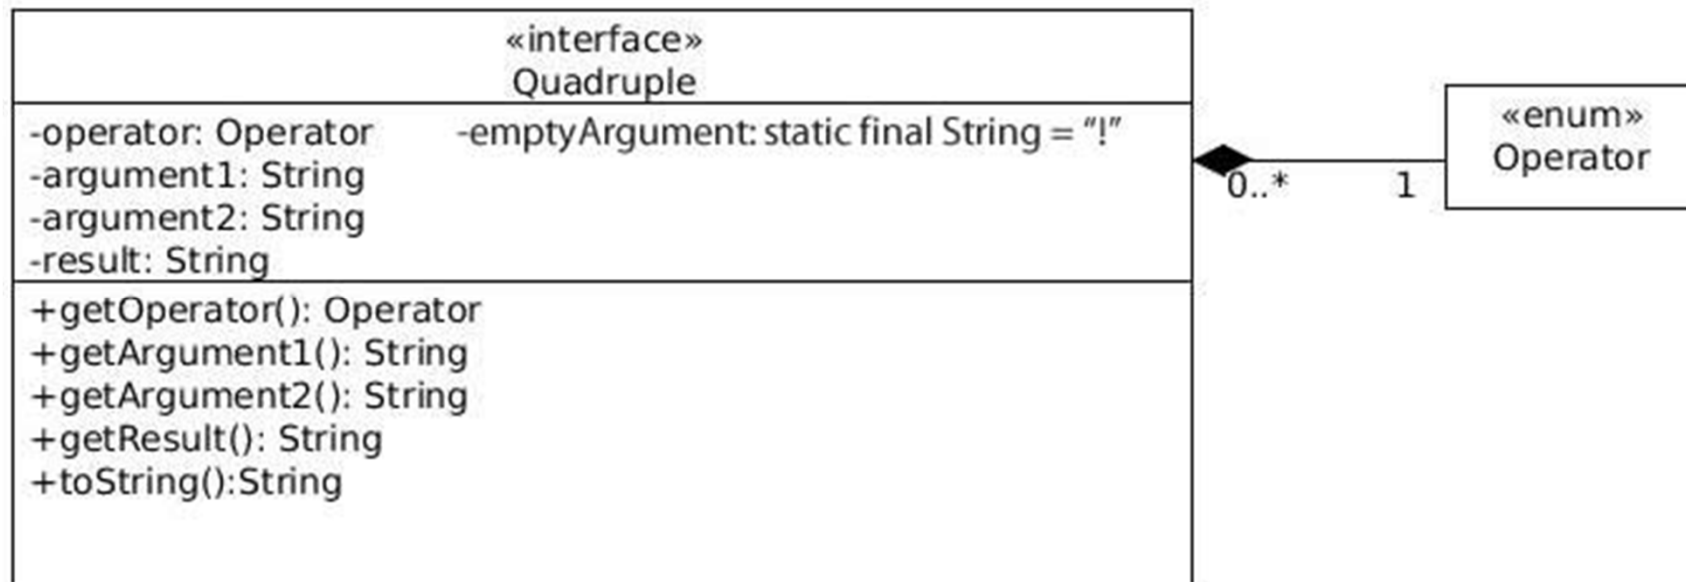 «interface»
Quadruple
-operator: Operator
-emptyArgument: static final String = “!”
-argument1: String
-argument2: String
-result: String
+getOperator(): Operator
+getArgument1(): String
+getArgument2(): String
+getResult(): String
+toString():String
0..*
1
«enum»
Operator